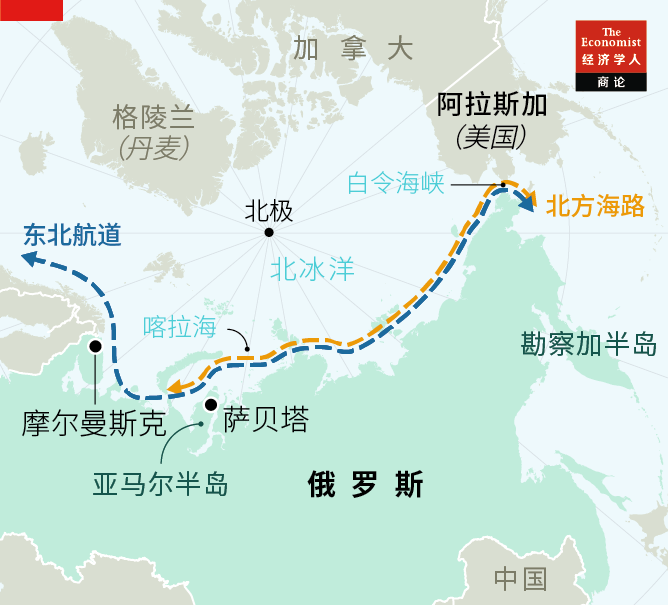 The
Economist
经济学人
商论
加拿大
格陵兰
(丹麦)
阿拉斯加
(美国)
白令海峡
北方海路
北极
东北航道
北冰洋
喀拉海
勘察加半岛
摩尔曼斯克
萨贝塔
亚马尔半岛
俄罗斯
中国